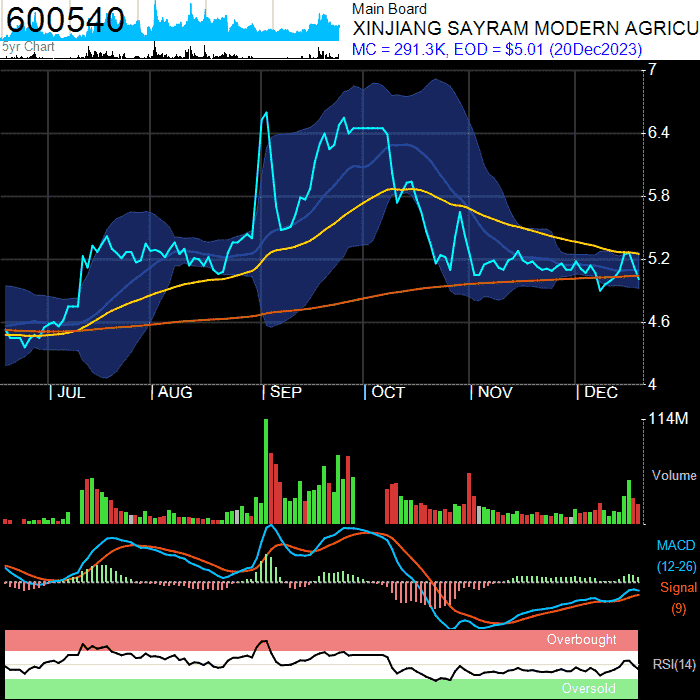 600540
5yr Chart
Main Board
XINJIANG SAYRAM MODERN AGRICU
MC = 291.3K, EOD = $5.01 (20Dec2023)
7
6.4
5.8
5.2
4.6
4
| JUL | AUG | SEP | OCT | NOV | DEC
114M
Volume
MACD
(12-26)
Signal
(9)
Overbought
RSI(14)
Oversold